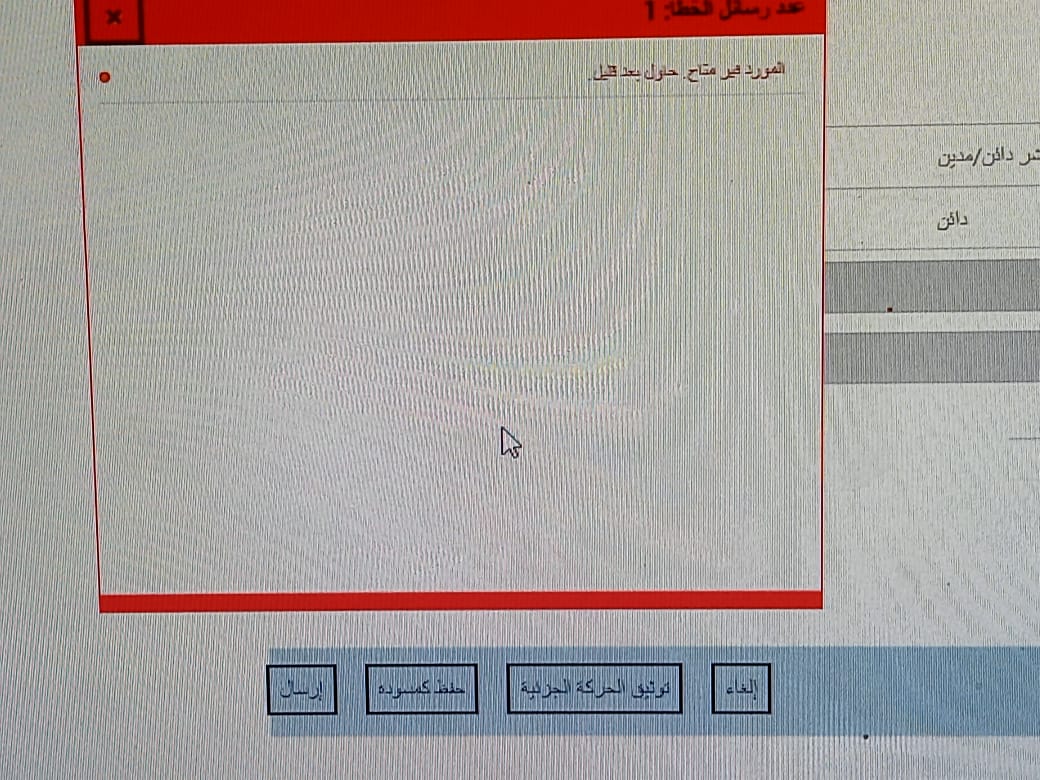 عدد رسائل الخطأ: 1
المورد غير متاح. حاول بعد قليل.
شر دائن/مدين
دائن
إلغاء
توثيق الحركة الجزئية
حفظ كمسوده
إرسال